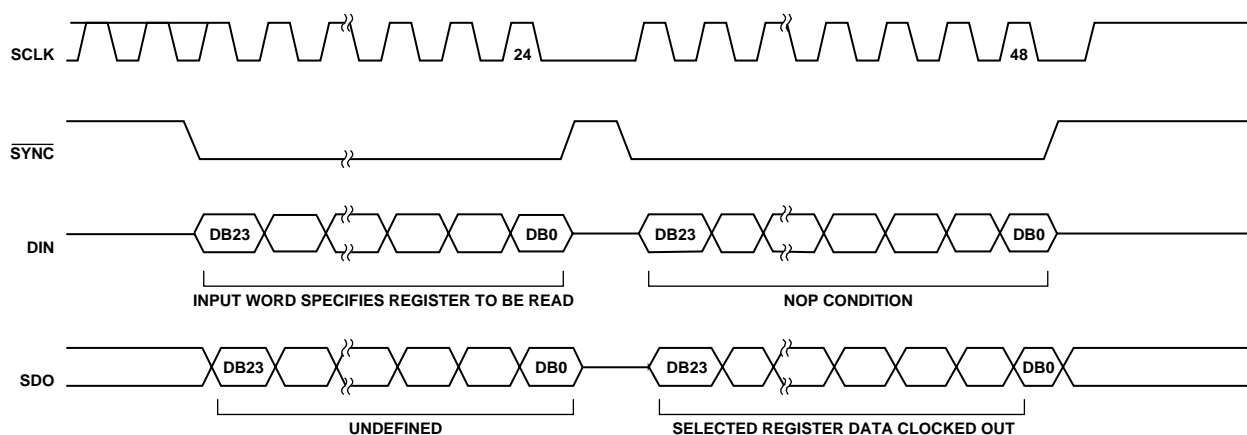 SCLK
24
48
SYNC
DIN
DB23
DB0
DB23
DB0
INPUT WORD SPECIFIES REGISTER TO BE READ
NOP CONDITION
SDO
DB23
DB0
DB23
DB0
UNDEFINED
SELECTED REGISTER DATA CLOCKED OUT